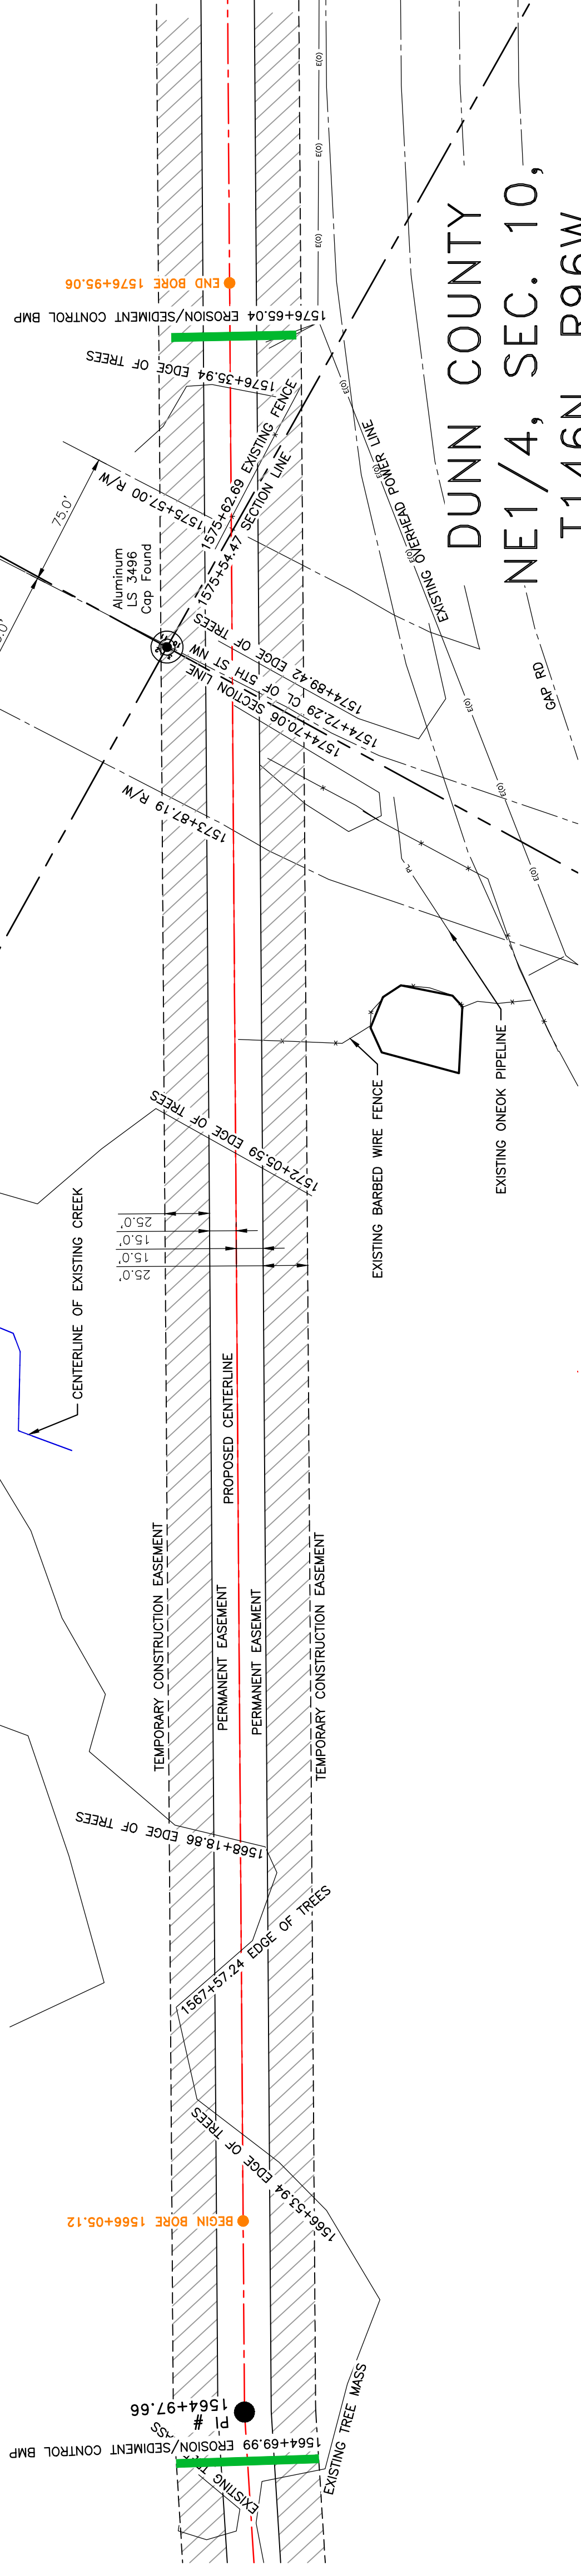 E(O)
E(O)
E(O)
DUNN COUNTY
NE1/4, SEC. 10,
T146N, R96W
END BORE 1576+95.06
1576+65.04 EROSION/SEDIMENT CONTROL BMP
1576+35.94 EDGE OF TREES
E(O)
1575+62.69 EXISTING FENCE
1575+57.00 R/W
1575+54.47 SECTION LINE
75.0'
EXISTING OVERHEAD POWER LINE
E(O)
E(O)
Aluminum
LS 3496
Cap Found
1574+89.42 EDGE OF TREES
1574+72.29 CL OF 5TH ST NW
1574+70.06 SECTION LINE
GAP RD
E(O)
E(O)
E(O)
1573+87.19 R/W
PL
EXISTING ONEOK PIPELINE
EXISTING BARBED WIRE FENCE
1572+05.59 EDGE OF TREES
25.0'
15.0'
15.0'
25.0'
CENTERLINE OF EXISTING CREEK
PROPOSED CENTERLINE
TEMPORARY CONSTRUCTION EASEMENT
PERMANENT EASEMENT
PERMANENT EASEMENT
TEMPORARY CONSTRUCTION EASEMENT
1568+18.86 EDGE OF TREES
1567+57.24 EDGE OF TREES
1566+53.94 EDGE OF TREES
BEGIN BORE 1566+05.12
PI #
1564+97.66
1564+69.99 EROSION/SEDIMENT CONTROL BMP
EXISTING TREE MASS
EXISTING